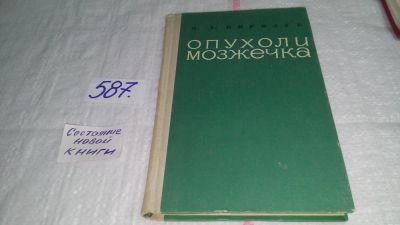 587.
Состояние
новой
книги
ОПУХОЛИ
МОЗЖЕЧКА